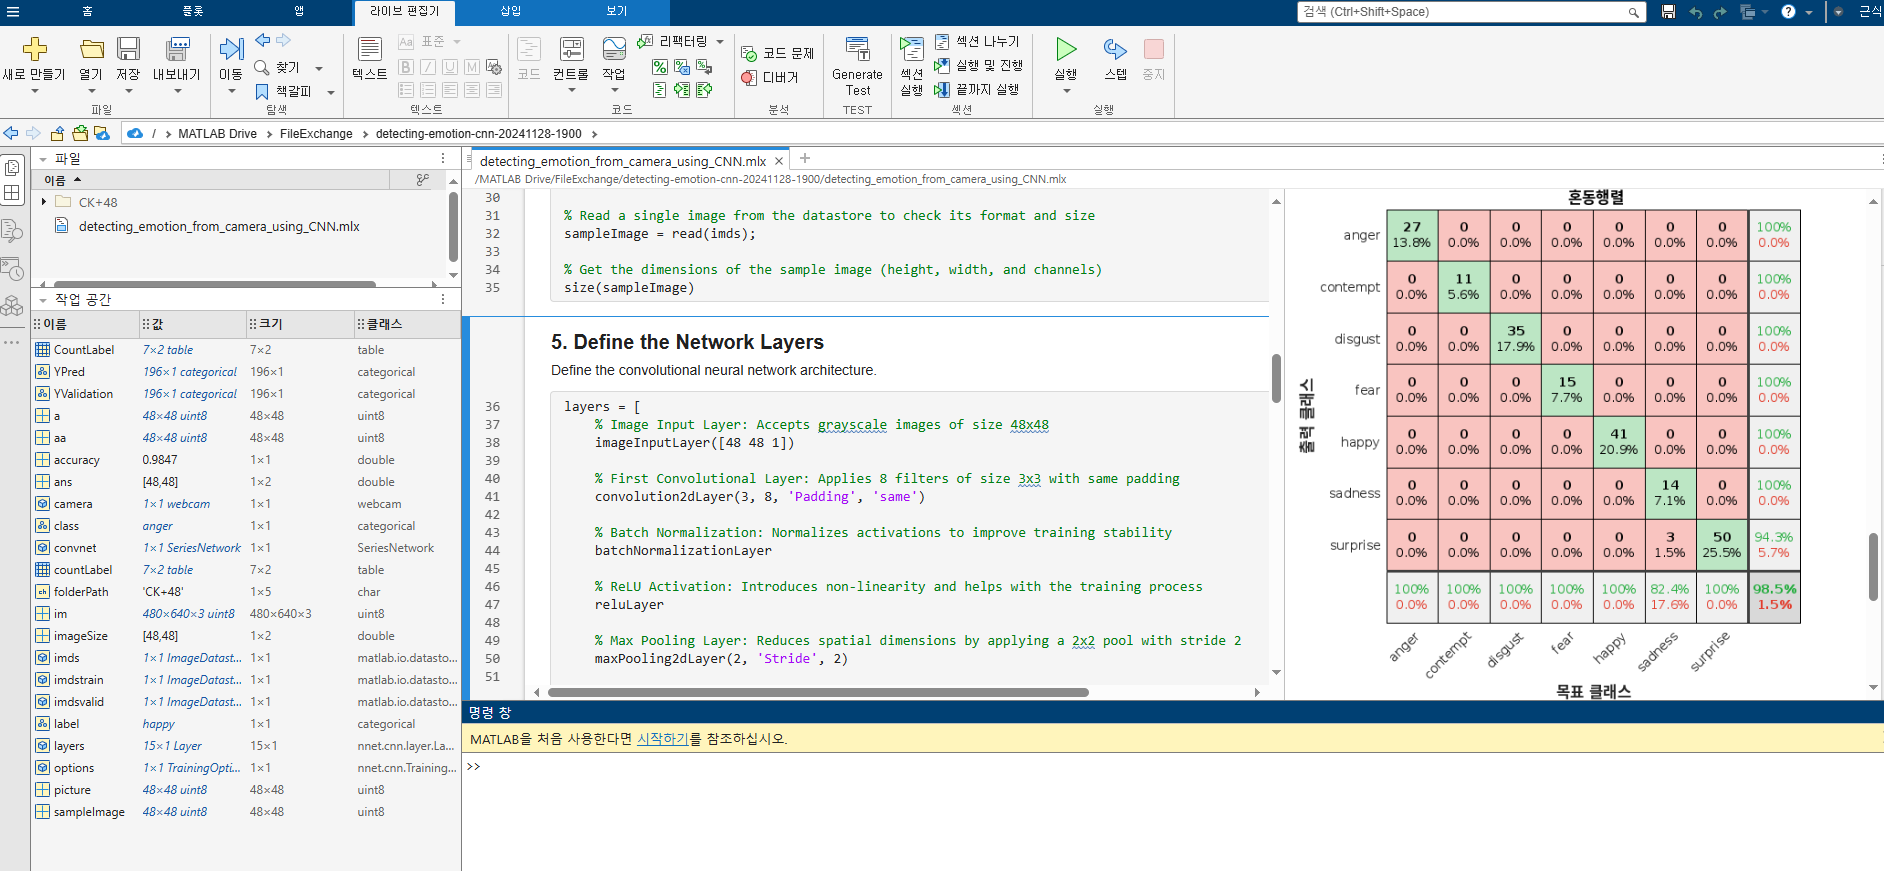 홈 플롯 앱 라이브 편집기 삽입 보기 검색 (Ctrl+Shift+Space) 근식
새로 만들기 열기 저장 내보내기
파일
이동 찾기 책갈피
탐색
텍스트 Aa 표준
B I U M
텍스트
코드 컨트롤 작업 리팩터링
코드
코드 문제
디버거
분석
Generate
Test
TEST
섹션
실행
섹션 나누기
실행 및 진행
끝까지 실행
섹션
실행 스텝 중지
실행
/ MATLAB Drive FileExchange detecting-emotion-cnn-20241128-1900
파일
이름
CK+48
detecting_emotion_from_camera_using_CNN.mlx
작업 공간
이름 값 크기 클래스
CountLabel 7×2 table 7×2 table
YPred 196×1 categorical 196×1 categorical
YValidation 196×1 categorical 196×1 categorical
a 48×48 uint8 48×48 uint8
aa 48×48 uint8 48×48 uint8
accuracy 0.9847 1×1 double
ans [48,48] 1×2 double
camera 1×1 webcam 1×1 webcam
class anger 1×1 categorical
convnet 1×1 SeriesNetwork 1×1 SeriesNetwork
countLabel 7×2 table 7×2 table
ch folderPath 'CK+48' 1×5 char
im 480×640×3 uint8 480×640×3 uint8
imageSize [48,48] 1×2 double
imds 1×1 ImageDatast... 1×1 matlab.io.datasto...
imdstrain 1×1 ImageDatast... 1×1 matlab.io.datasto...
imdsvalid 1×1 ImageDatast... 1×1 matlab.io.datasto...
label happy 1×1 categorical
layers 15×1 Layer 15×1 nnet.cnn.layer.La...
options 1×1 TrainingOpti... 1×1 nnet.cnn.Training...
picture 48×48 uint8 48×48 uint8
sampleImage 48×48 uint8 48×48 uint8
detecting_emotion_from_camera_using_CNN.mlx
/MATLAB Drive/FileExchange/detecting-emotion-cnn-20241128-1900/detecting_emotion_from_camera_using_CNN.mlx
30
31 % Read a single image from the datastore to check its format and size
32 sampleImage = read(imds);
33
34 % Get the dimensions of the sample image (height, width, and channels)
35 size(sampleImage)
5. Define the Network Layers
Define the convolutional neural network architecture.
36 layers = [
37 % Image Input Layer: Accepts grayscale images of size 48x48
38 imageInputLayer([48 48 1])
39
40 % First Convolutional Layer: Applies 8 filters of size 3x3 with same padding
41 convolution2dLayer(3, 8, 'Padding', 'same')
42
43 % Batch Normalization: Normalizes activations to improve training stability
44 batchNormalizationLayer
45
46 % ReLU Activation: Introduces non-linearity and helps with the training process
47 reluLayer
48
49 % Max Pooling Layer: Reduces spatial dimensions by applying a 2x2 pool with stride 2
50 maxPooling2dLayer(2, 'Stride', 2)
51
혼동행렬
출력 클래스
anger 27 0 0 0 0 0 0 100%
13.8% 0.0% 0.0% 0.0% 0.0% 0.0% 0.0% 0.0%
contempt 0 11 0 0 0 0 0 100%
0.0% 5.6% 0.0% 0.0% 0.0% 0.0% 0.0% 0.0%
disgust 0 0 35 0 0 0 0 100%
0.0% 0.0% 17.9% 0.0% 0.0% 0.0% 0.0% 0.0%
fear 0 0 0 15 0 0 0 100%
0.0% 0.0% 0.0% 7.7% 0.0% 0.0% 0.0% 0.0%
happy 0 0 0 0 41 0 0 100%
0.0% 0.0% 0.0% 0.0% 20.9% 0.0% 0.0% 0.0%
sadness 0 0 0 0 0 14 0 100%
0.0% 0.0% 0.0% 0.0% 0.0% 7.1% 0.0% 0.0%
surprise 0 0 0 0 0 3 50 94.3%
0.0% 0.0% 0.0% 0.0% 0.0% 1.5% 25.5% 5.7%
100% 100% 100% 100% 100% 82.4% 100% 98.5%
0.0% 0.0% 0.0% 0.0% 0.0% 17.6% 0.0% 1.5%
anger contempt disgust fear happy sadness surprise
목표 클래스
명령 창
MATLAB을 처음 사용한다면 시작하기를 참조하십시오.
>>